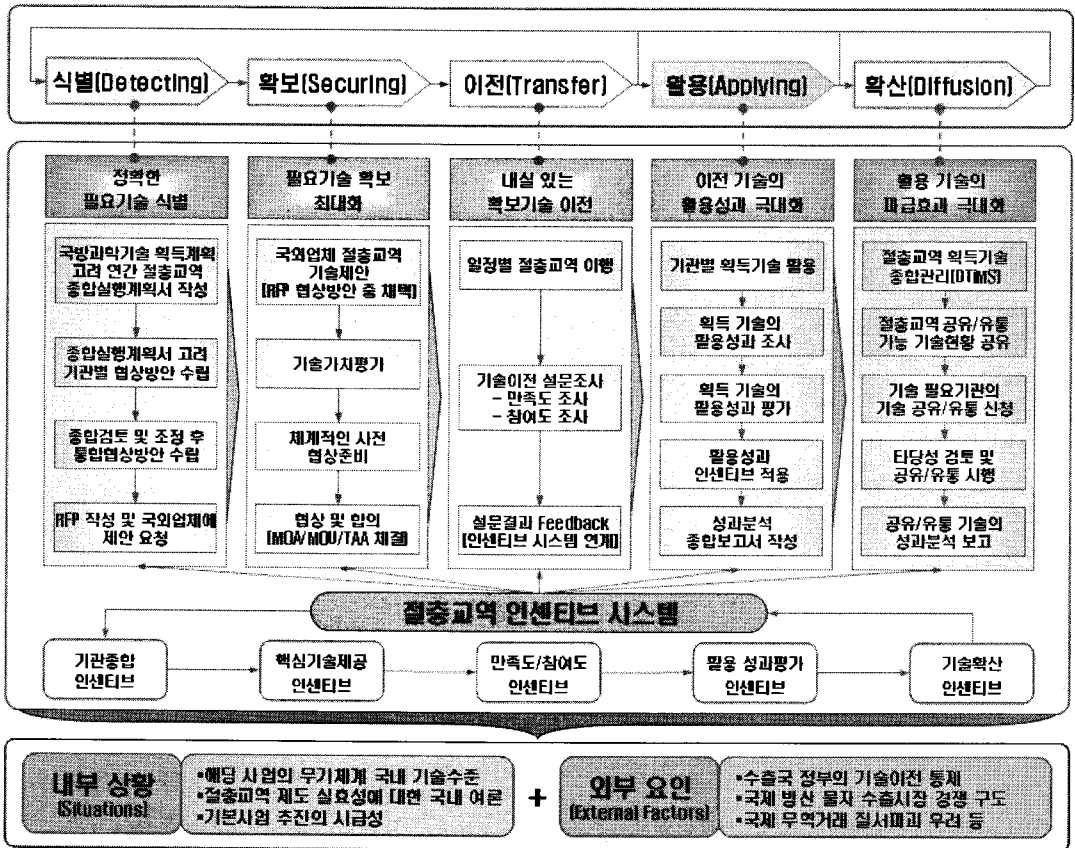 식별(Detecting)
확보(Securing)
이전(Transfer)
활용(Applying)
확산(Diffusion)
정확한
필요기술 식별
필요기술 확보
최대화
내실 있는
확보기술 이전
이전 기술의
활용성과 극대화
활용 기술의
파급효과 극대화
국방과학기술 획득계획
고려 연간 절충교역
종합실행계획서 작성
종합실행계획서 고려
기관별 협상방안 수립
종합검토 및 조정 후
통합협상방안 수립
RFP 작성 및 국외업체에
제안 요청
국외업체 절충교역
기술제안
[RFP 협상방안 중 채택]
기술가치평가
체계적인 사전
협상준비
협상 및 합의
[MOA/MOU/TAA 체결]
일정별 절충교역 이행
기술이전 설문조사
- 만족도 조사
- 참여도 조사
설문결과 Feedback
[인센티브 시스템 연계]
기관별 획득기술 활용
획득 기술의
활용성과 조사
획득 기술의
활용성과 평가
활용성과
인센티브 적용
성과분석
종합보고서 작성
절충교역 획득기술
종합관리[DTiMS]
절충교역 공유/유통
가능 기술현황 공유
기술 필요기관의
기술 공유/유통 신청
타당성 검토 및
공유/유통 시행
공유/유통 기술의
성과분석 보고
절충교역 인센티브 시스템
기관종합
인센티브
핵심기술제공
인센티브
만족도/참여도
인센티브
활용 성과평가
인센티브
기술확산
인센티브
내부 상황
(Situations)
▪해당 사업의 무기체계 국내 기술수준
▪절충교역 제도 실효성에 대한 국내 여론
▪기본사업 추진의 시급성
+
외부 요인
(External Factors)
▪수출국 정부의 기술이전 통제
▪국제 방산 물자 수출시장 경쟁 구도
▪국제 무역거래 질서파괴 우려 등